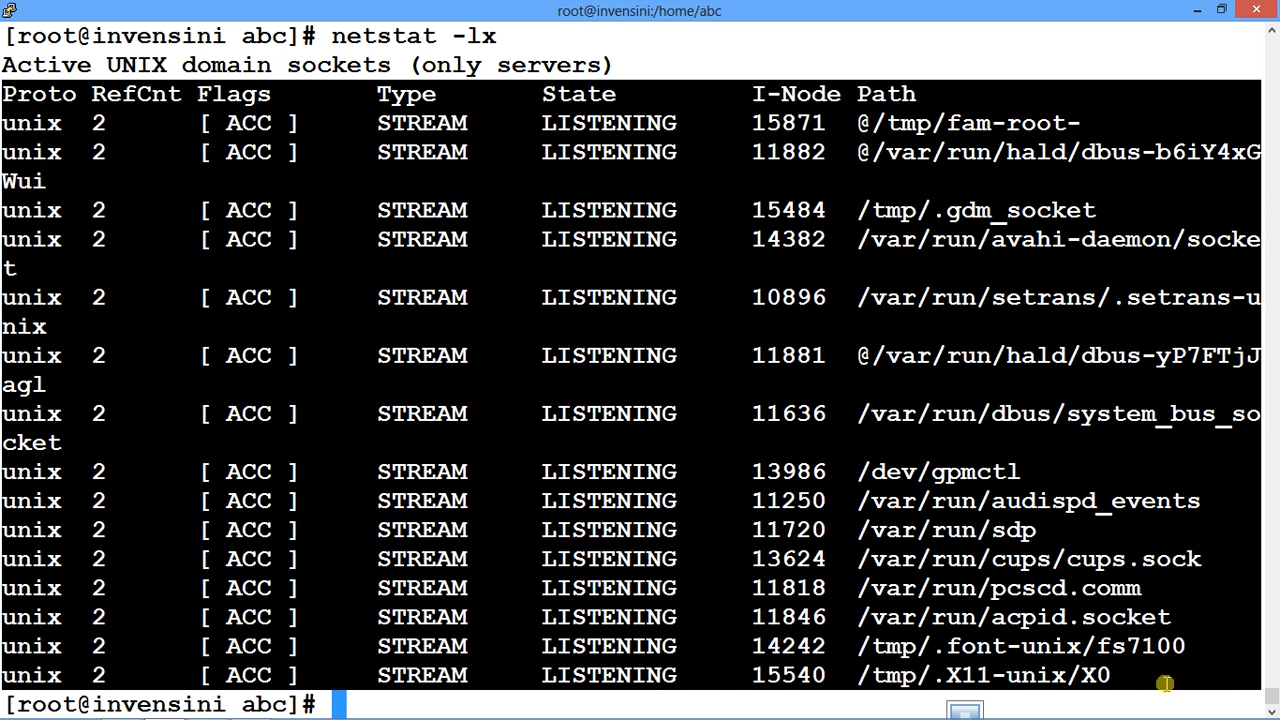 root@invensini:/home/abc
[root@invensini abc]# netstat -lx
Active UNIX domain sockets (only servers)
Proto RefCnt Flags       Type       State         I-Node Path
unix  2      [ ACC ]     STREAM     LISTENING     15871  @/tmp/fam-root-
unix  2      [ ACC ]     STREAM     LISTENING     11882  @/var/run/hald/dbus-b6iY4xG
Wui
unix  2      [ ACC ]     STREAM     LISTENING     15484  /tmp/.gdm_socket
unix  2      [ ACC ]     STREAM     LISTENING     14382  /var/run/avahi-daemon/socke
t
unix  2      [ ACC ]     STREAM     LISTENING     10896  /var/run/setrans/.setrans-u
nix
unix  2      [ ACC ]     STREAM     LISTENING     11881  @/var/run/hald/dbus-yP7FTjJ
agl
unix  2      [ ACC ]     STREAM     LISTENING     11636  /var/run/dbus/system_bus_so
cket
unix  2      [ ACC ]     STREAM     LISTENING     13986  /dev/gpmctl
unix  2      [ ACC ]     STREAM     LISTENING     11250  /var/run/audispd_events
unix  2      [ ACC ]     STREAM     LISTENING     11720  /var/run/sdp
unix  2      [ ACC ]     STREAM     LISTENING     13624  /var/run/cups/cups.sock
unix  2      [ ACC ]     STREAM     LISTENING     11818  /var/run/pcscd.comm
unix  2      [ ACC ]     STREAM     LISTENING     11846  /var/run/acpid.socket
unix  2      [ ACC ]     STREAM     LISTENING     14242  /tmp/.font-unix/fs7100
unix  2      [ ACC ]     STREAM     LISTENING     15540  /tmp/.X11-unix/X0
[root@invensini abc]#